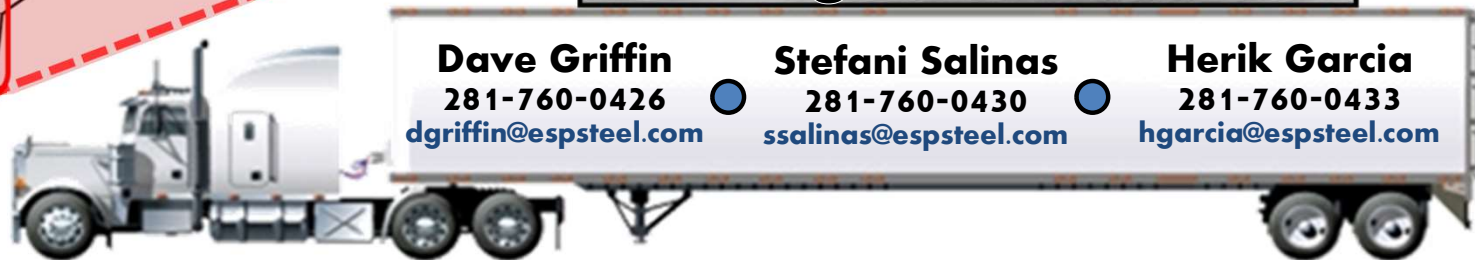 Dave Griffin
281-760-0426
dgriffin@espsteel.com
Stefani Salinas
281-760-0430
ssalinas@espsteel.com
Herik Garcia
281-760-0433
hgarcia@espsteel.com